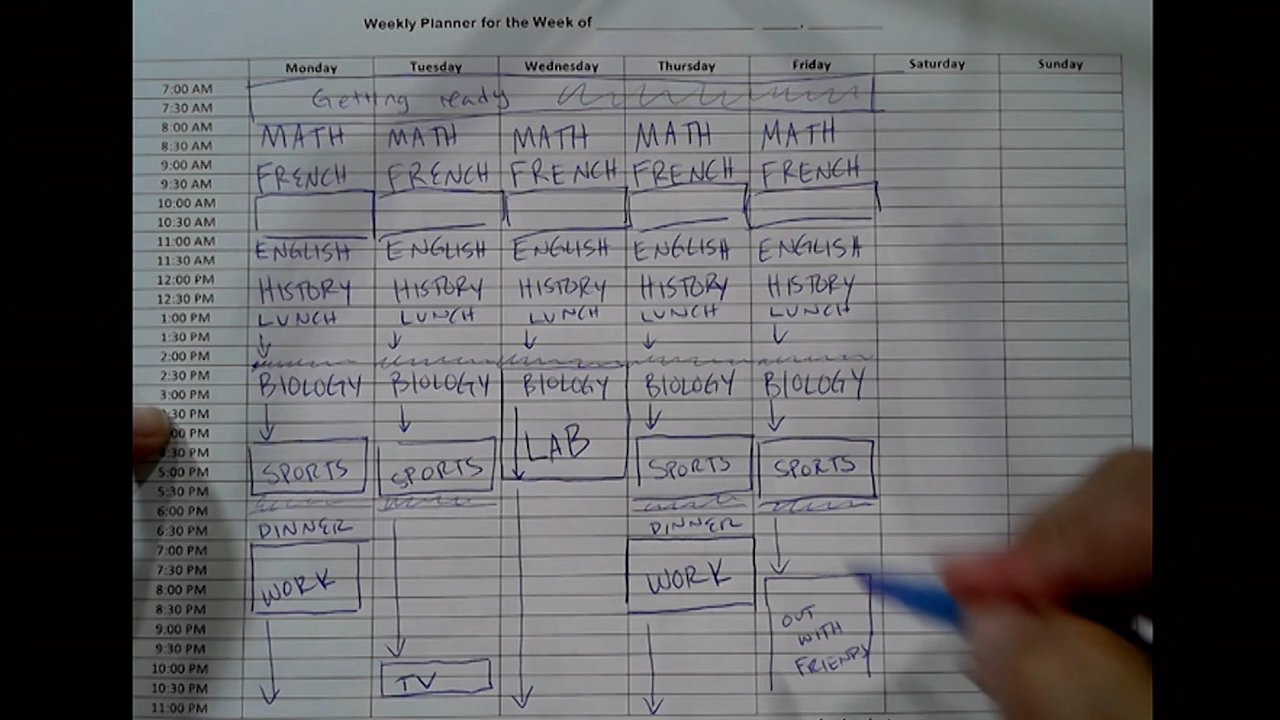 Weekly Planner for the Week of
Monday Tuesday Wednesday Thursday Friday Saturday Sunday
7:00 AM
Getting ready
7:30 AM
8:00 AM
MATH MATH MATH MATH MATH
8:30 AM
9:00 AM
FRENCH FRENCH FRENCH FRENCH FRENCH
9:30 AM
10:00 AM
10:30 AM
11:00 AM
ENGLISH ENGLISH ENGLISH ENGLISH ENGLISH
11:30 AM
12:00 PM
HISTORY HISTORY HISTORY HISTORY HISTORY
12:30 PM
1:00 PM LUNCH LUNCH LUNCH LUNCH LUNCH
1:30 PM
2:00 PM
2:30 PM
BIOLOGY BIOLOGY BIOLOGY BIOLOGY BIOLOGY
3:00 PM
:30 PM
:00 PM
LAB
:30 PM
5:00 PM SPORTS SPORTS SPORTS SPORTS
5:30 PM
6:00 PM
6:30 PM DINNER DINNER
7:00 PM
7:30 PM
WORK WORK
8:00 PM
8:30 PM
OUT
9:00 PM
WITH
9:30 PM
FRIENDS
10:00 PM
TV
10:30 PM
11:00 PM